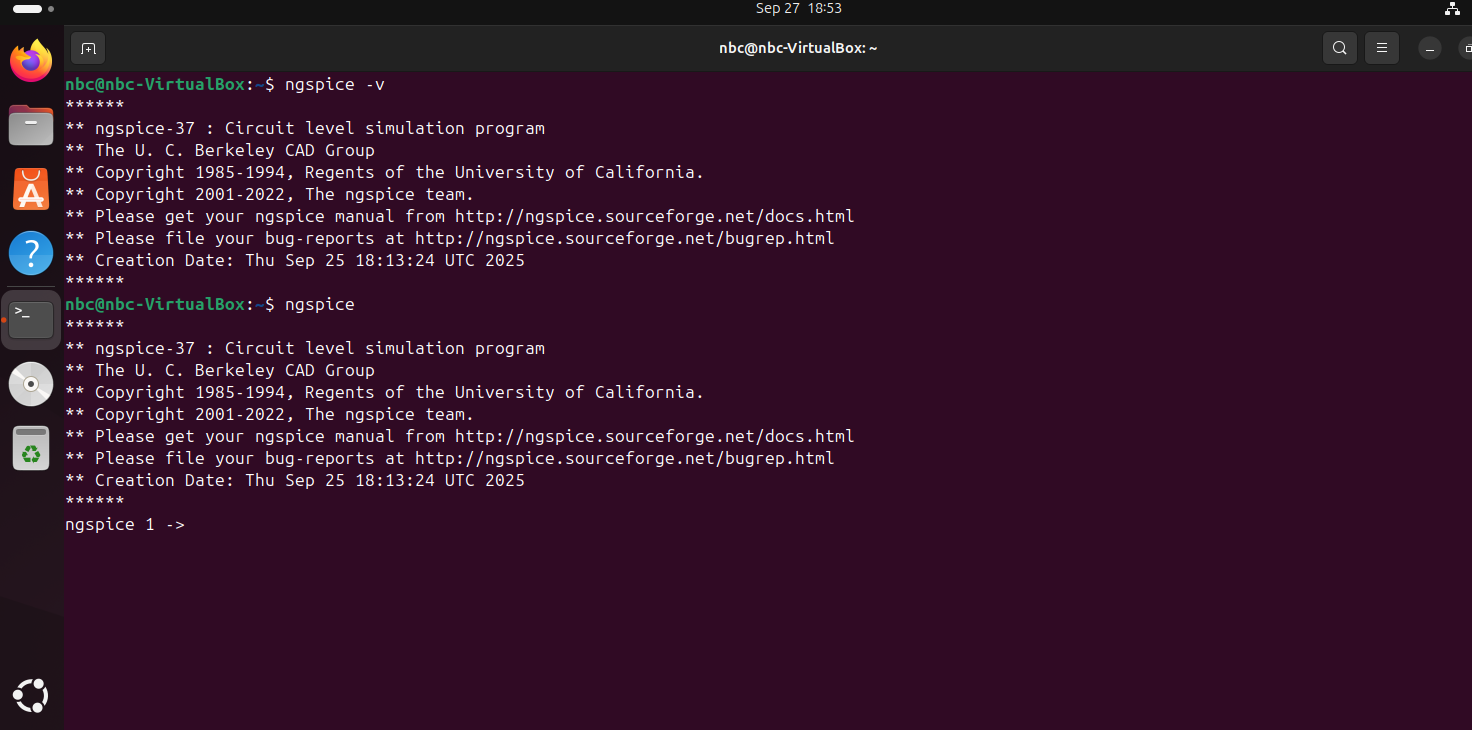 Sep 27 18:53
nbc@nbc-VirtualBox: ~
nbc@nbc-VirtualBox:~$ ngspice -v
******
** ngspice-37 : Circuit level simulation program
** The U. C. Berkeley CAD Group
** Copyright 1985-1994, Regents of the University of California.
** Copyright 2001-2022, The ngspice team.
** Please get your ngspice manual from http://ngspice.sourceforge.net/docs.html
** Please file your bug-reports at http://ngspice.sourceforge.net/bugrep.html
** Creation Date: Thu Sep 25 18:13:24 UTC 2025
******
nbc@nbc-VirtualBox:~$ ngspice
******
** ngspice-37 : Circuit level simulation program
** The U. C. Berkeley CAD Group
** Copyright 1985-1994, Regents of the University of California.
** Copyright 2001-2022, The ngspice team.
** Please get your ngspice manual from http://ngspice.sourceforge.net/docs.html
** Please file your bug-reports at http://ngspice.sourceforge.net/bugrep.html
** Creation Date: Thu Sep 25 18:13:24 UTC 2025
******
ngspice 1 ->